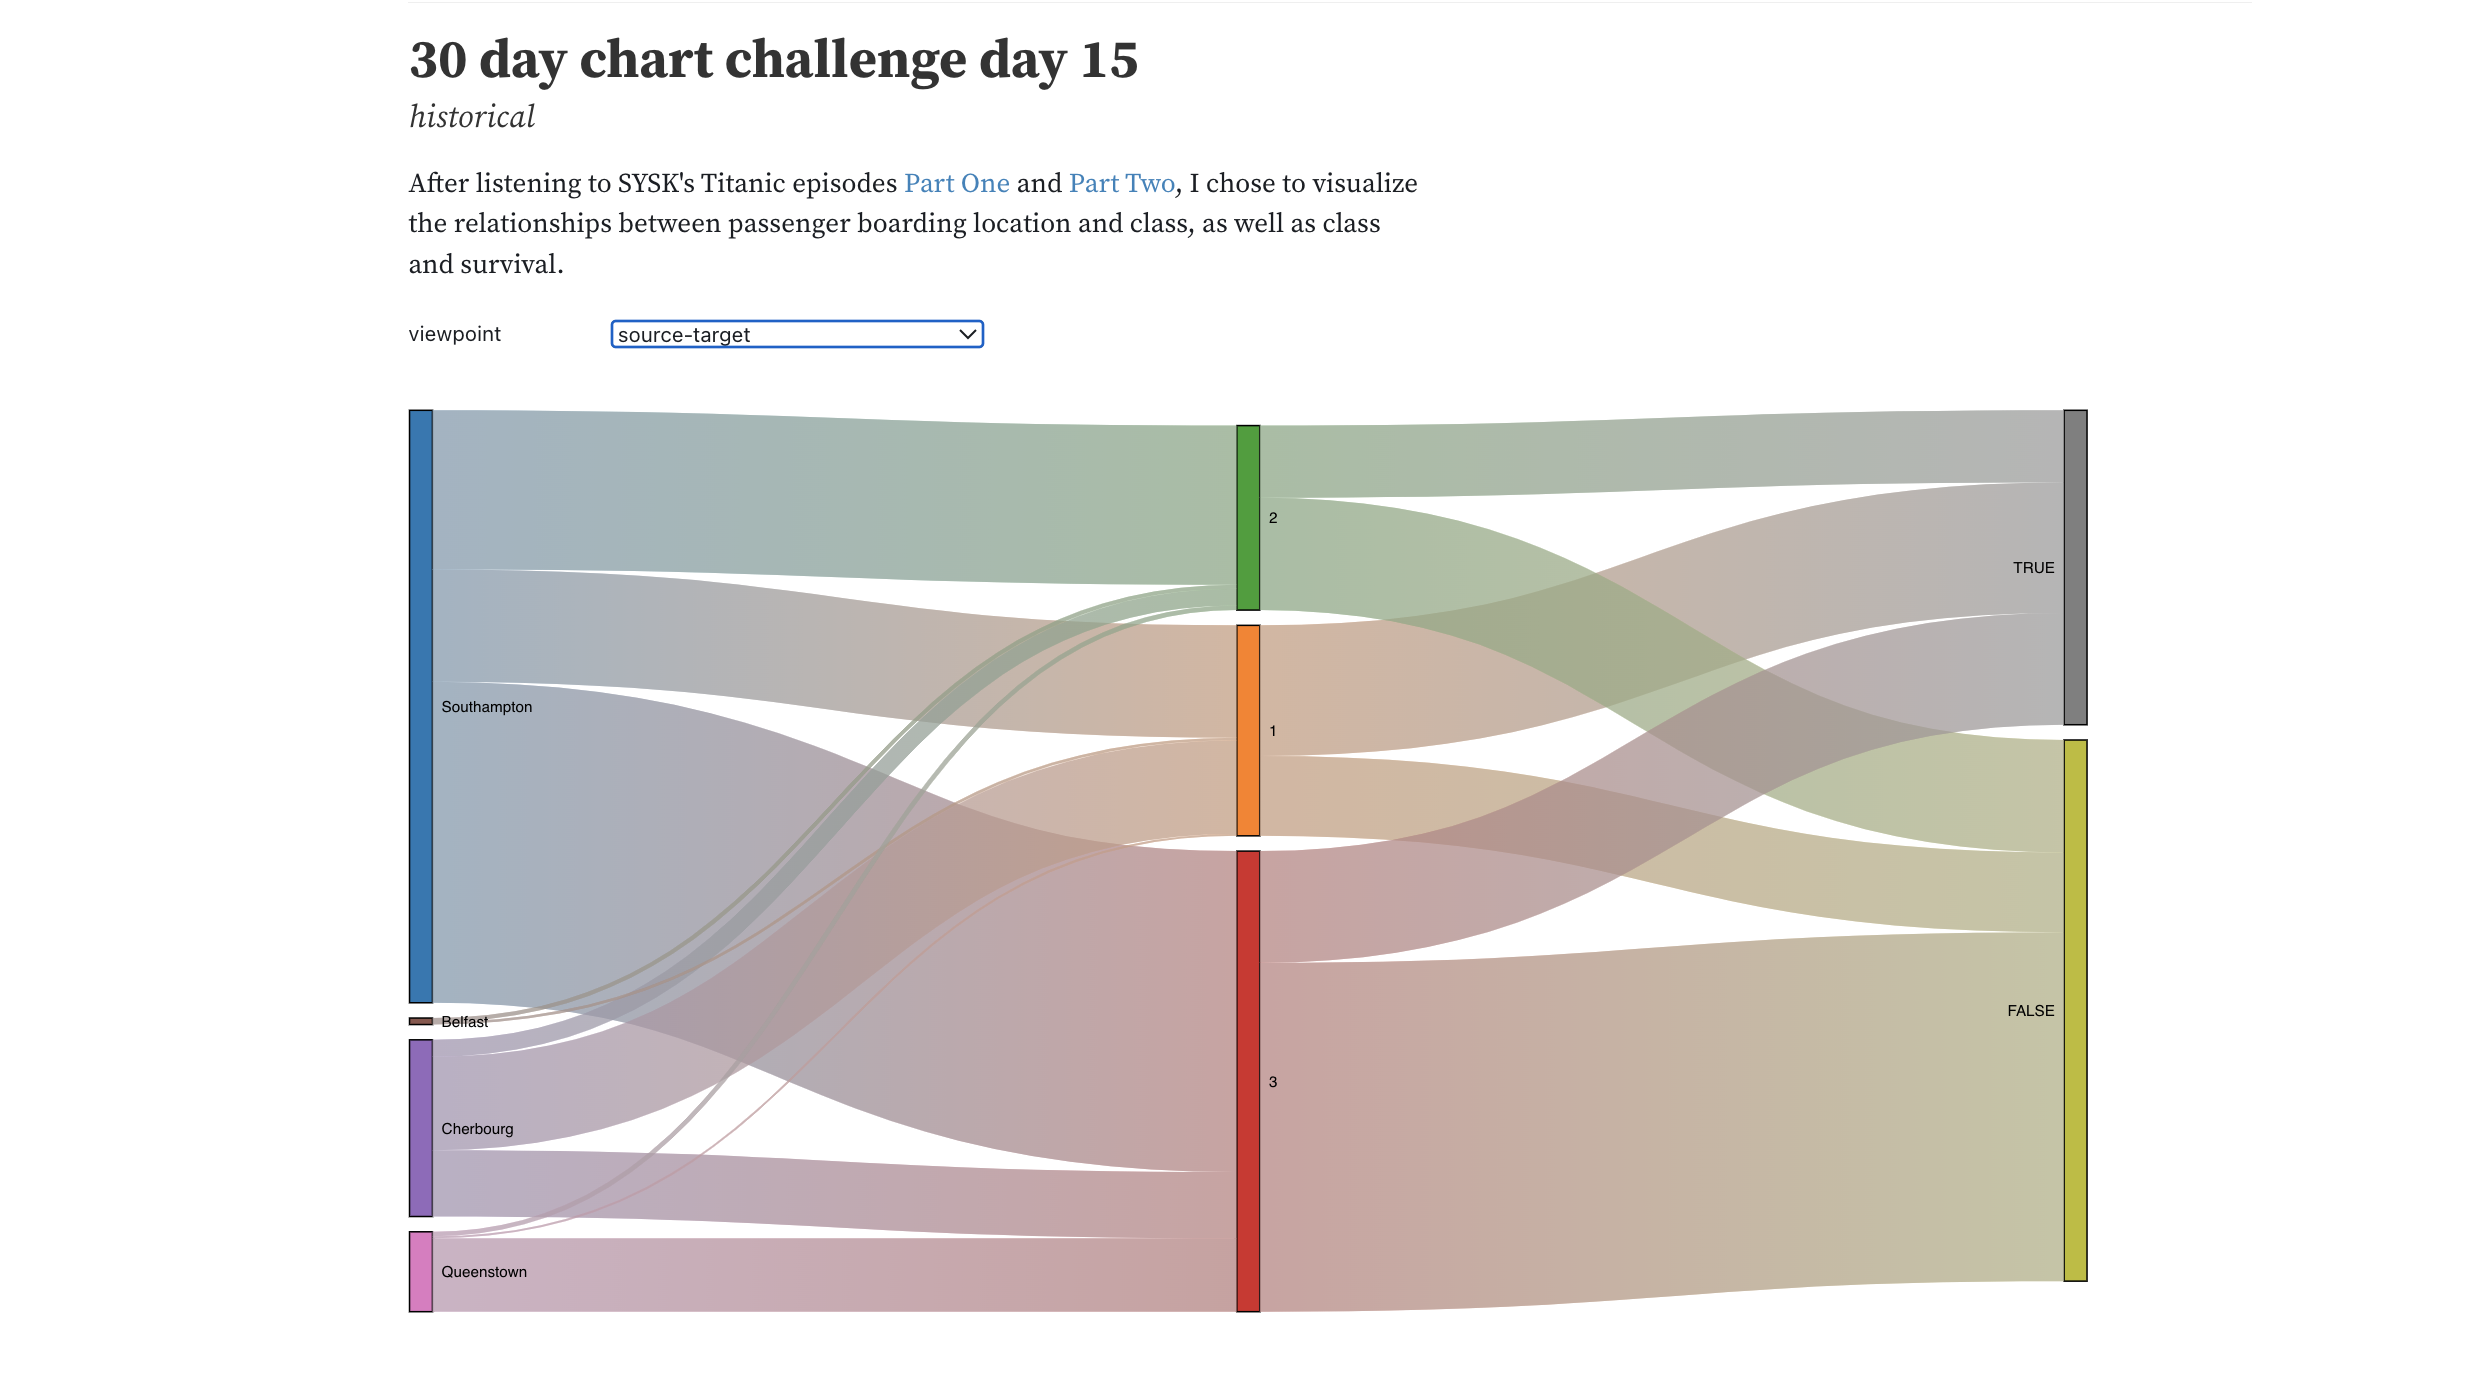 30 day chart challenge day 15
historical
After listening to SYSK's Titanic episodes Part One and Part Two, I chose to visualize
the relationships between passenger boarding location and class, as well as class
and survival.
viewpoint source-target
2
TRUE
Southampton
1
FALSE
Belfast
3
Cherbourg
Queenstown